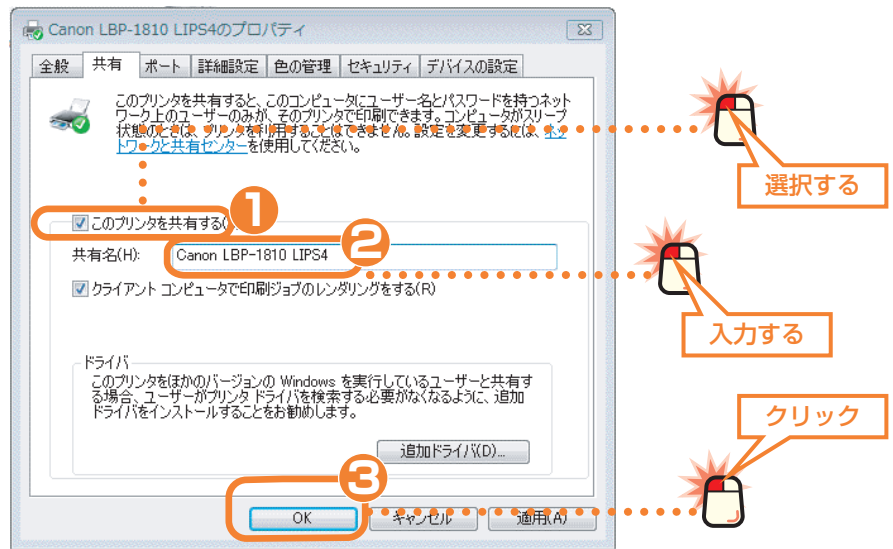 Canon LBP-1810 LIPS4のプロパティ
全般 共有 ポート 詳細設定 色の管理 セキュリティ デバイスの設定
このプリンタを共有すると、このコンピュータにユーザー名とパスワードを持つネット
ワーク上のユーザーのみが、そのプリンタで印刷できます。コンピュータがスリープ
状態のときは、プリンタを利用することはできません。設定を変更するには、ネッ
トワークと共有センターを使用してください。
選択する
1
このプリンタを共有する(
2
共有名(H): Canon LBP-1810 LIPS4
クライアント コンピュータで印刷ジョブのレンダリングをする(R)
入力する
ドライバ
このプリンタをほかのバージョンの Windows を実行しているユーザーと共有す
る場合、ユーザーがプリンタ ドライバを検索する必要がなくなるように、追加
ドライバをインストールすることをお勧めします。
クリック
追加ドライバ(D)...
3
OK キャンセル 適用(A)